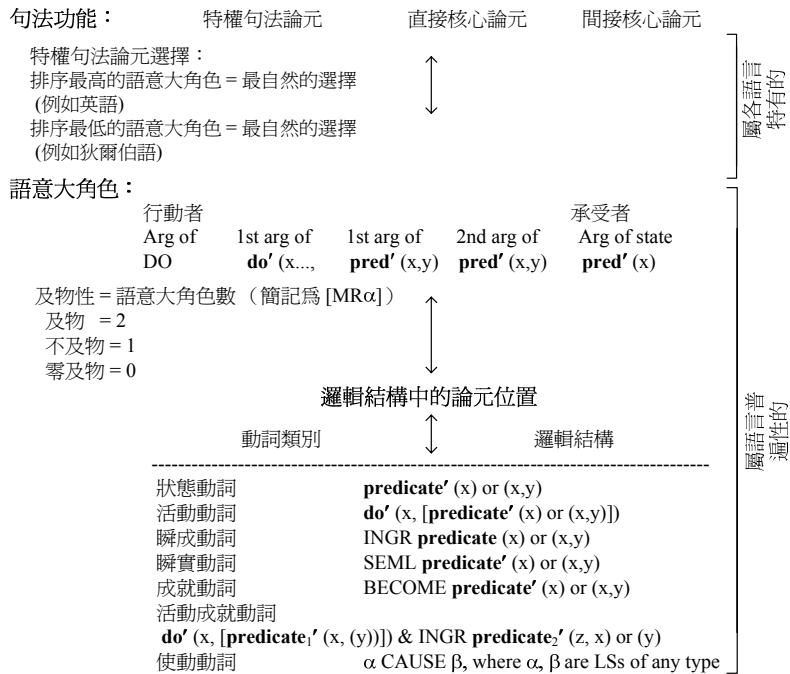 句法功能： 特權句法論元 直接核心論元 間接核心論元
特權句法論元選擇：
排序最高的語意大角色 = 最自然的選擇
(例如英語)
排序最低的語意大角色 = 最自然的選擇
(例如狄爾伯語)
屬各語言
特有的
語意大角色：
行動者 承受者
Arg of 1st arg of 1st arg of 2nd arg of Arg of state
DO do′ (x..., pred′ (x,y) pred′ (x,y) pred′ (x)
及物性 = 語意大角色數 （簡記爲 [MRα]）
及物 = 2
不及物 = 1
零及物 = 0
邏輯結構中的論元位置
動詞類別 邏輯結構
狀態動詞 predicate′ (x) or (x,y)
活動動詞 do′ (x, [predicate′ (x) or (x,y)])
瞬成動詞 INGR predicate (x) or (x,y)
瞬實動詞 SEML predicate′ (x) or (x,y)
成就動詞 BECOME predicate′ (x) or (x,y)
活動成就動詞
do′ (x, [predicate₁′ (x, (y))]) & INGR predicate₂′ (z, x) or (y)
使動動詞 α CAUSE β, where α, β are LSs of any type
屬語言普
遍性的